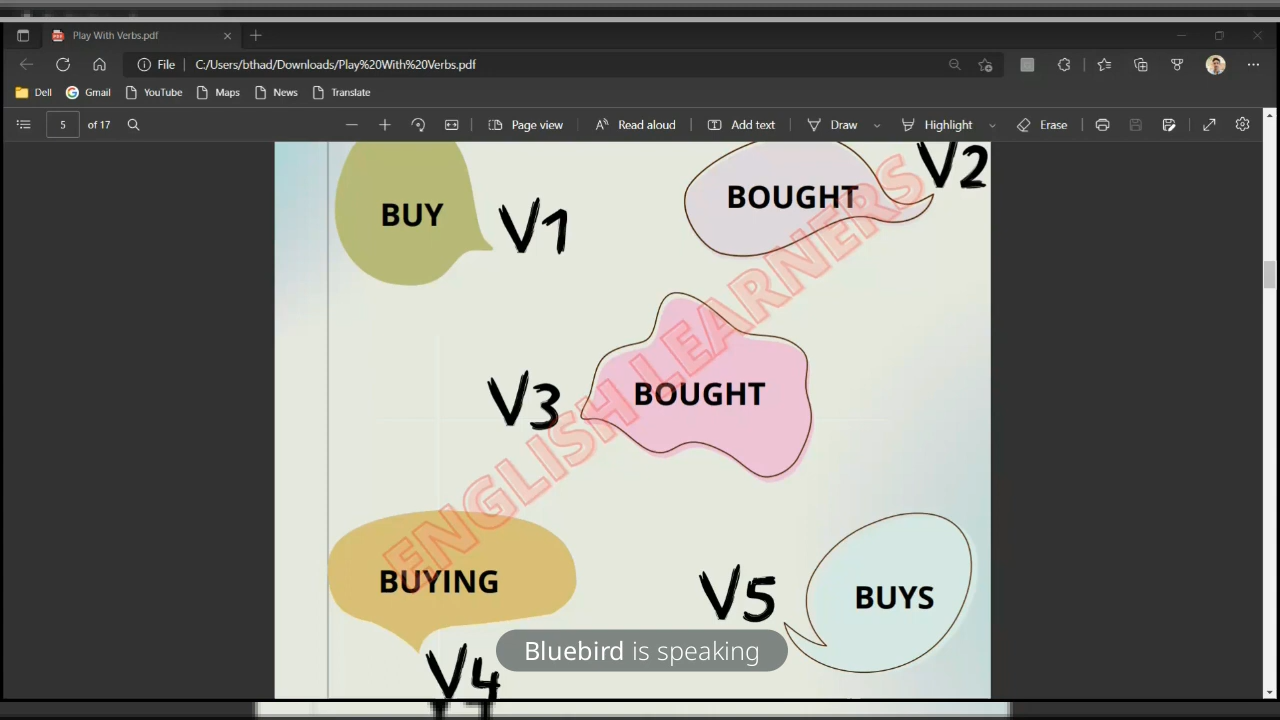 Play With Verbs.pdf
File | C:/Users/bthad/Downloads/Play%20With%20Verbs.pdf
Dell Gmail YouTube Maps News Translate
5 of 17 Page view Read aloud Add text Draw Highlight Erase
BUY V1
BOUGHT V2
V3 BOUGHT
ENGLISH LEARNERS
BUYING V4
V5 BUYS
Bluebird is speaking